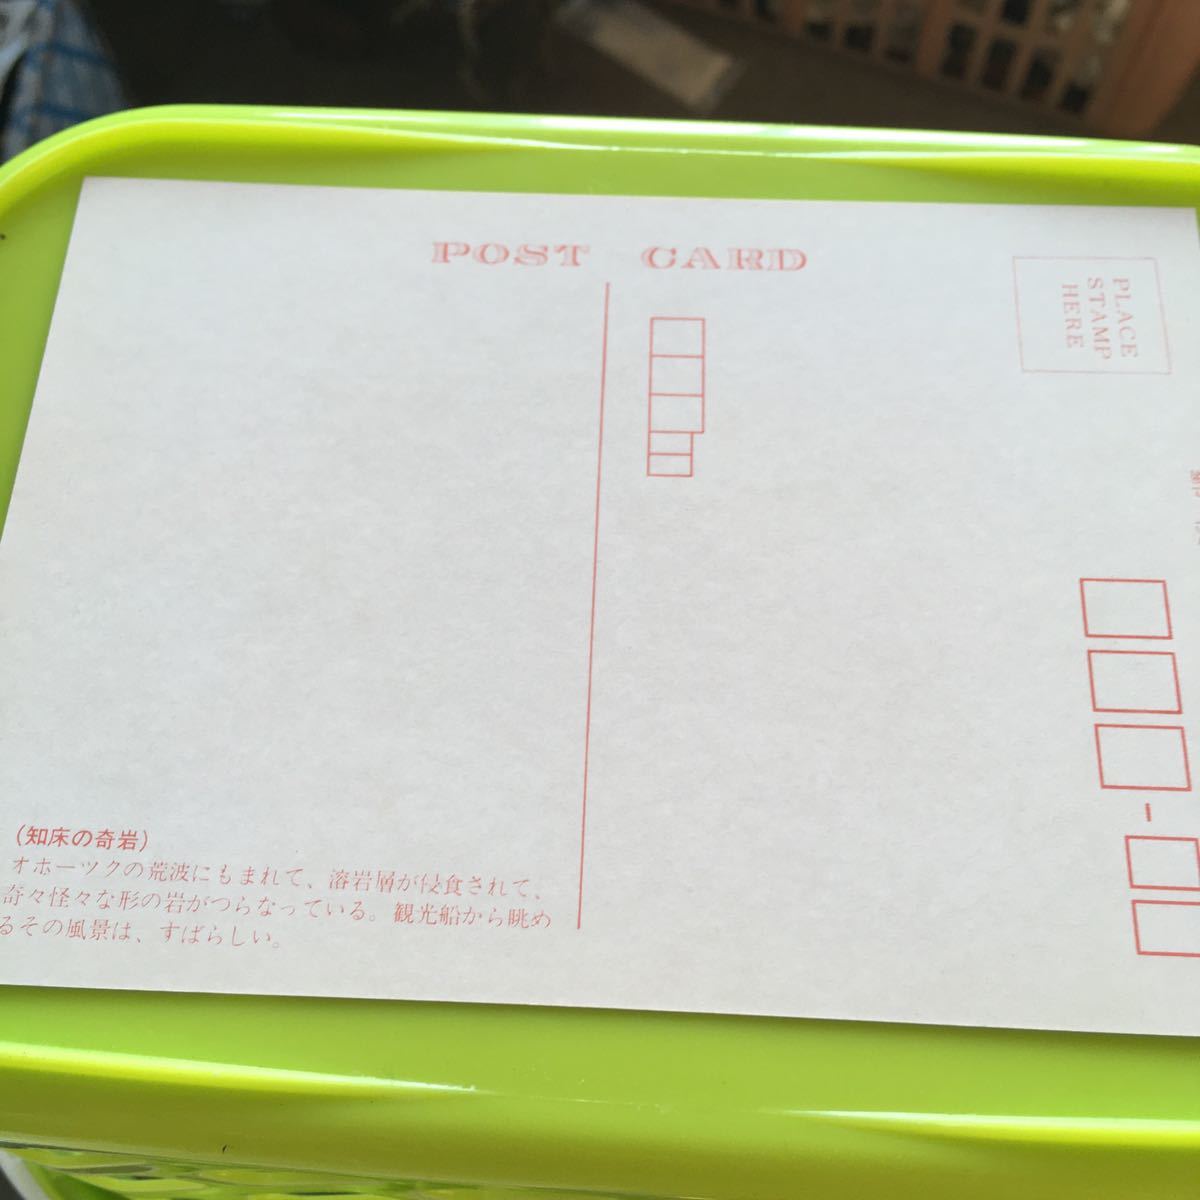 POST CARD
PLACE
STAMP
HERE
（知床の奇岩）
オホーツクの荒波にもまれて、溶岩層が侵食されて、
奇々怪々な形の岩がつらなっている。観光船から眺め
るその風景は、すばらしい。